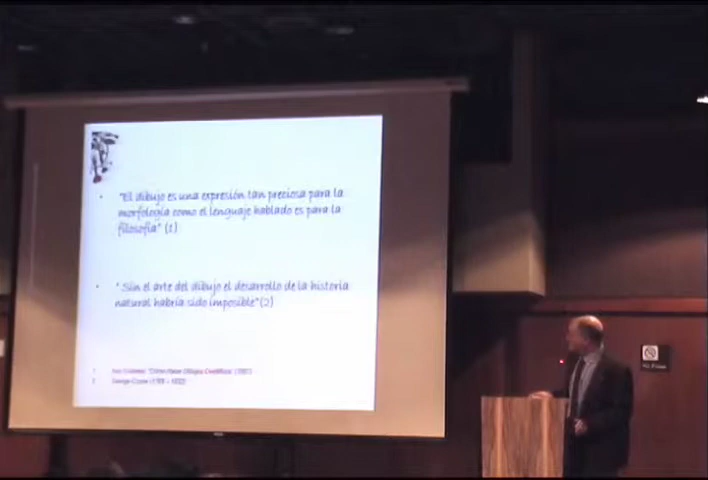 "El dibujo es una expresión tan preciosa para la
morfología como el lenguaje hablado es para la
filosofía" (1)
" Sin el arte del dibujo el desarrollo de la historia
natural habría sido imposible"(2)